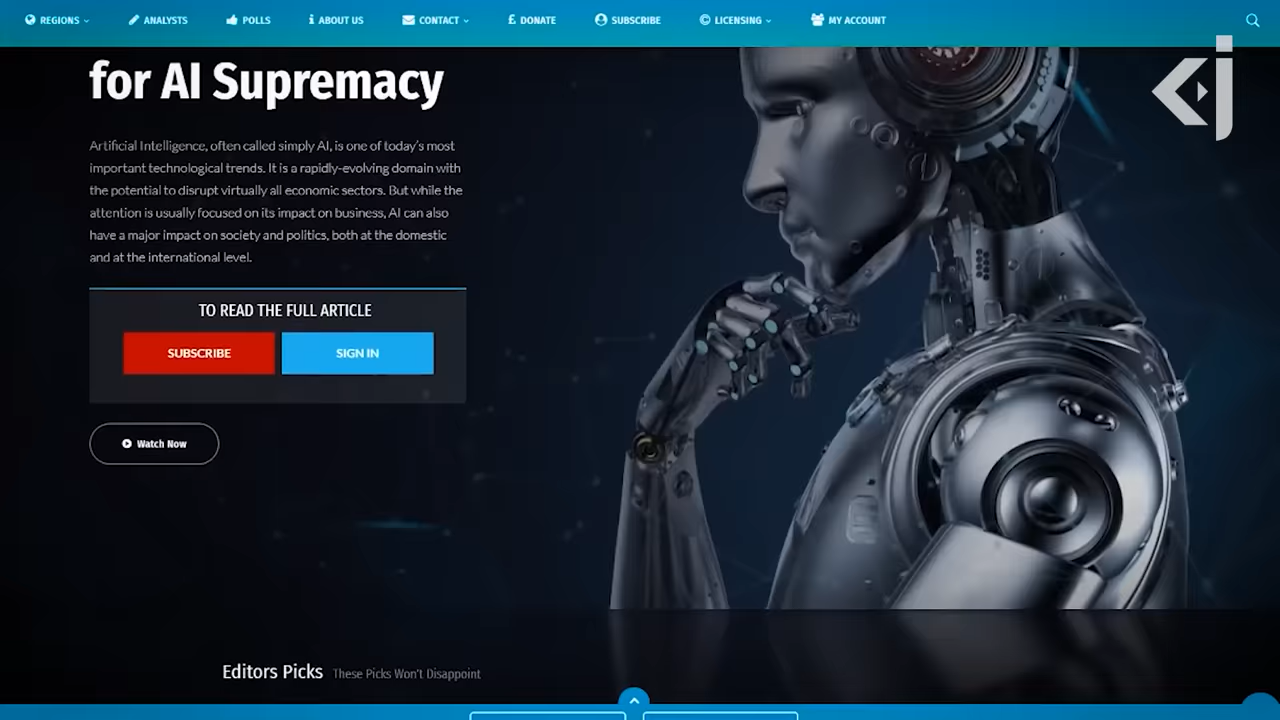 REGIONS
ANALYSTS
POLLS
ABOUT US
CONTACT
DONATE
SUBSCRIBE
LICENSING
MY ACCOUNT
for AI Supremacy
Artificial Intelligence, often called simply AI, is one of today's most
important technological trends. It is a rapidly-evolving domain with
the potential to disrupt virtually all economic sectors. But while the
attention is usually focused on its impact on business, AI can also
have a major impact on society and politics, both at the domestic
and at the international level.
TO READ THE FULL ARTICLE
SUBSCRIBE
SIGN IN
Watch Now
Editors Picks These Picks Won't Disappoint